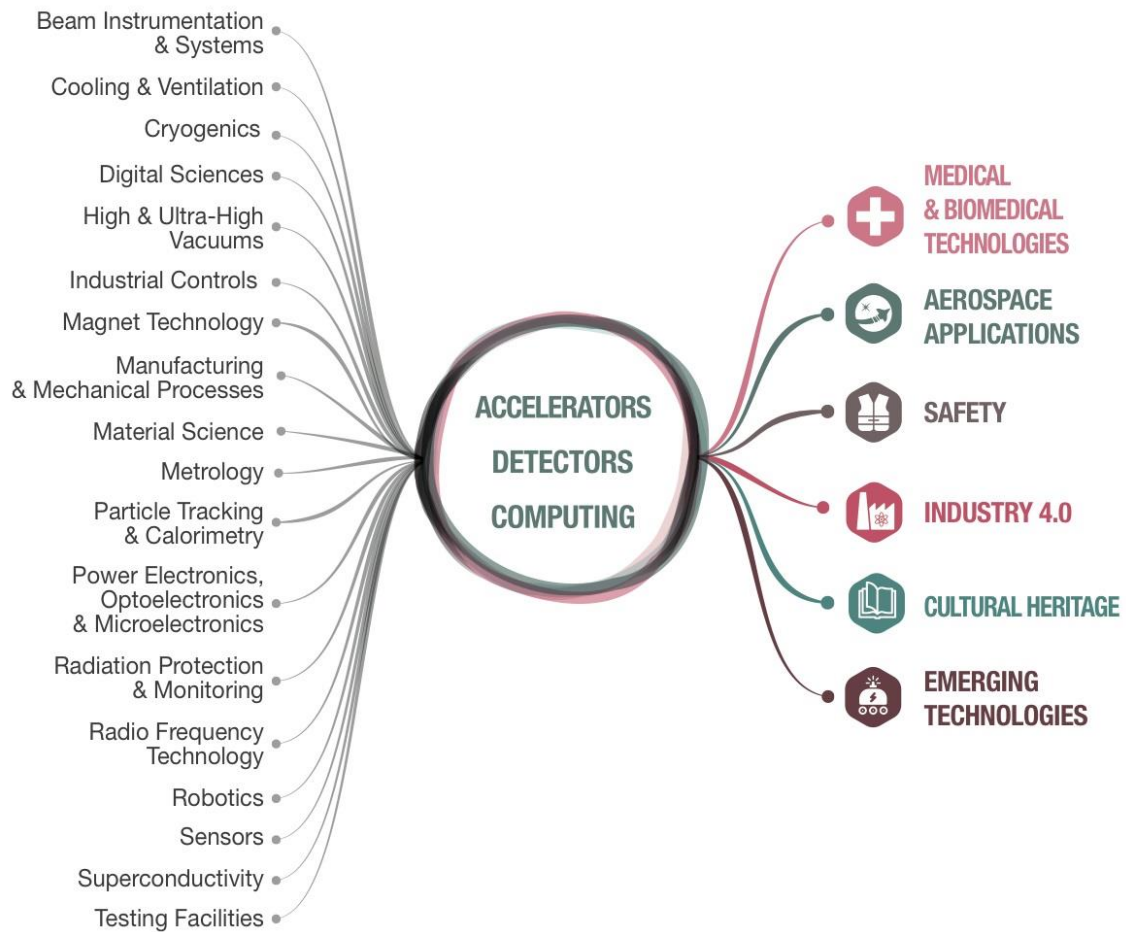 Beam Instrumentation
& Systems
Cooling & Ventilation
Cryogenics
Digital Sciences
High & Ultra-High
Vacuums
Industrial Controls
Magnet Technology
Manufacturing
& Mechanical Processes
Material Science
Metrology
Particle Tracking
& Calorimetry
Power Electronics,
Optoelectronics
& Microelectronics
Radiation Protection
& Monitoring
Radio Frequency
Technology
Robotics
Sensors
Superconductivity
Testing Facilities
ACCELERATORS
DETECTORS
COMPUTING
MEDICAL
& BIOMEDICAL
TECHNOLOGIES
AEROSPACE
APPLICATIONS
SAFETY
INDUSTRY 4.0
CULTURAL HERITAGE
EMERGING
TECHNOLOGIES